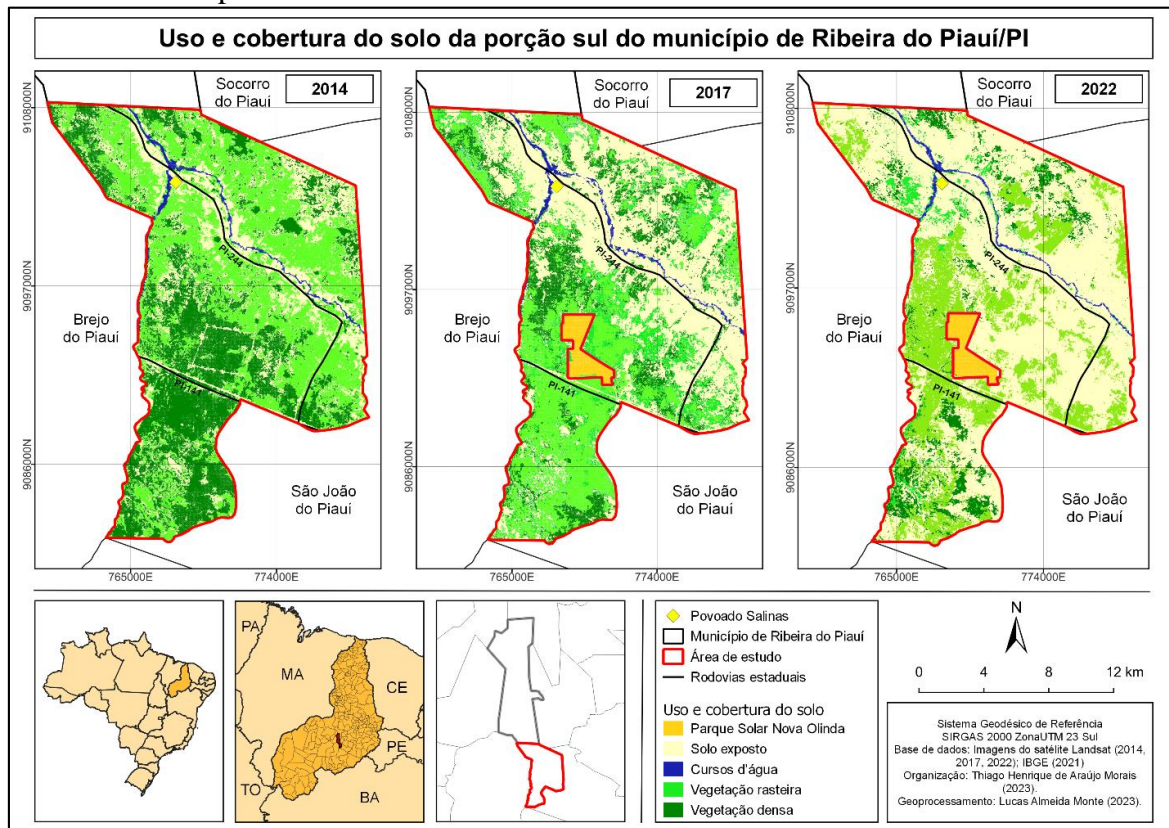 Uso e cobertura do solo da porção sul do município de Ribeira do Piauí/PI
Socorro
do Piauí
2014
9108000N
9097000N
9086000N
PI-244
PI-141
Brejo
do Piauí
São João
do Piauí
765000E
774000E
Socorro
do Piauí
2017
9108000N
9097000N
9086000N
PI-244
PI-141
Brejo
do Piauí
São João
do Piauí
765000E
774000E
Socorro
do Piauí
2022
9108000N
9097000N
9086000N
PI-244
PI-141
Brejo
do Piauí
São João
do Piauí
765000E
774000E
PA
MA
CE
PE
TO
BA
Povoado Salinas
Município de Ribeira do Piauí
Área de estudo
Rodovias estaduais
Uso e cobertura do solo
Parque Solar Nova Olinda
Solo exposto
Cursos d'água
Vegetação rasteira
Vegetação densa
N
0 4 8 12 km
Sistema Geodésico de Referência
SIRGAS 2000 ZonaUTM 23 Sul
Base de dados: Imagens do satélite Landsat (2014,
2017, 2022); IBGE (2021)
Organização: Thiago Henrique de Araújo Morais
(2023).
Geoprocessamento: Lucas Almeida Monte (2023).